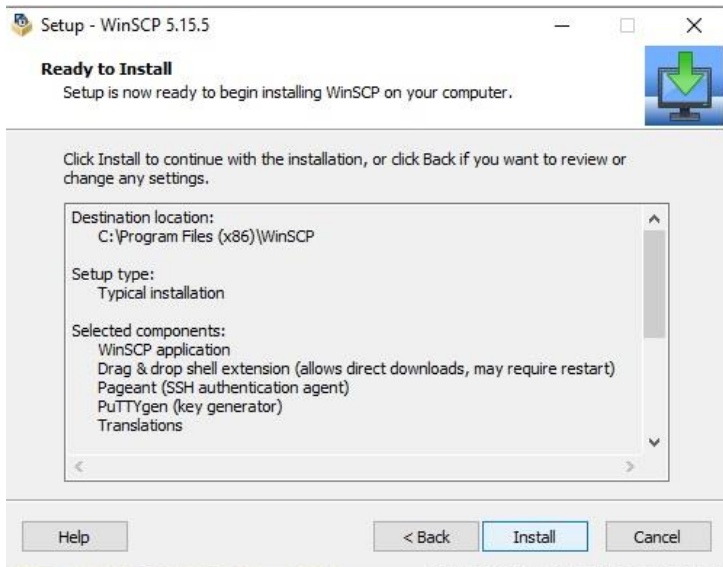 Setup - WinSCP 5.15.5
Ready to Install
Setup is now ready to begin installing WinSCP on your computer.
Click Install to continue with the installation, or click Back if you want to review or
change any settings.
Destination location:
C:\Program Files (x86)\WinSCP
Setup type:
Typical installation
Selected components:
WinSCP application
Drag & drop shell extension (allows direct downloads, may require restart)
Pageant (SSH authentication agent)
PuTTYgen (key generator)
Translations
Help
< Back
Install
Cancel